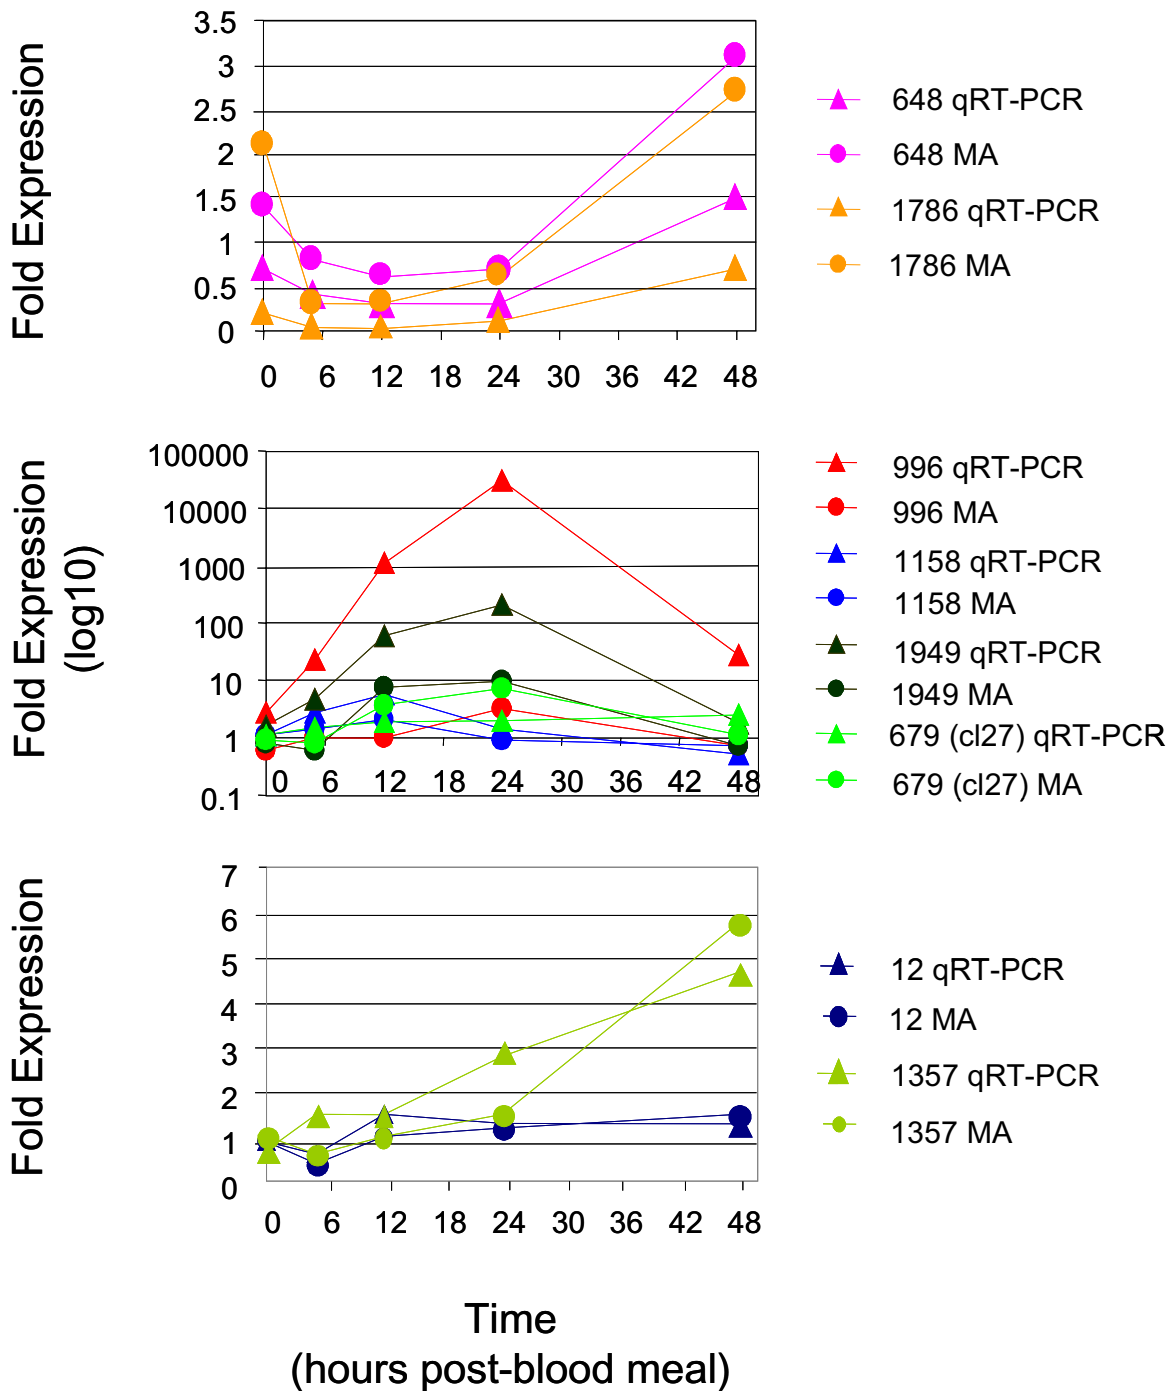 Fold Expression
3.5
3
2.5
2
1.5
1
0.5
0
0 6 12 18 24 30 36 42 48
648 qRT-PCR
648 MA
1786 qRT-PCR
1786 MA
Fold Expression
(log10)
100000
10000
1000
100
10
1
0.1
0 6 12 18 24 30 36 42 48
996 qRT-PCR
996 MA
1158 qRT-PCR
1158 MA
1949 qRT-PCR
1949 MA
679 (cl27) qRT-PCR
679 (cl27) MA
Fold Expression
7
6
5
4
3
2
1
0
0 6 12 18 24 30 36 42 48
12 qRT-PCR
12 MA
1357 qRT-PCR
1357 MA
Time
(hours post-blood meal)